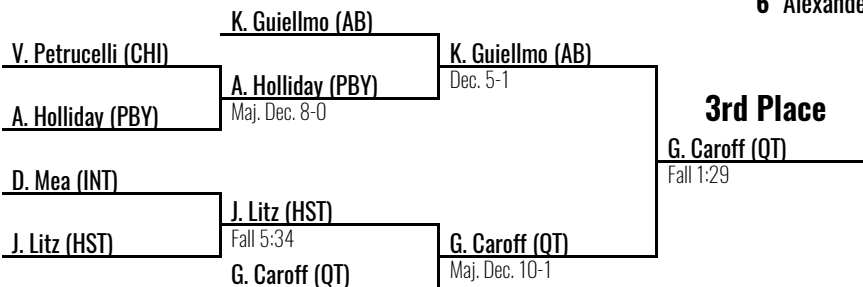 6 Alexande
K. Guiellmo (AB)
V. Petrucelli (CHI)
K. Guiellmo (AB)
Dec. 5-1
A. Holliday (PBY)
Maj. Dec. 8-0
A. Holliday (PBY)
3rd Place
G. Caroff (QT)
Fall 1:29
D. Mea (INT)
J. Litz (HST)
Fall 5:34
J. Litz (HST)
G. Caroff (QT)
Maj. Dec. 10-1
G. Caroff (QT)